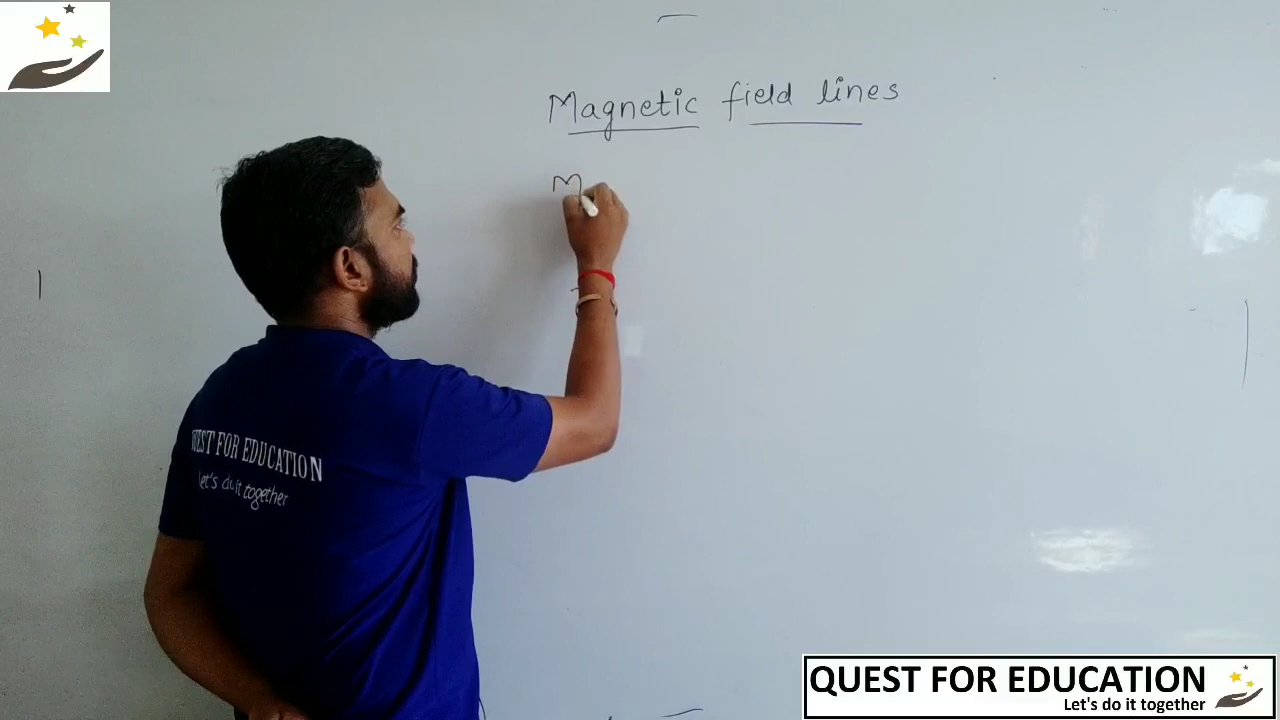 Magnetic field lines
M
QUEST FOR EDUCATION
Let's do it together
QUEST FOR EDUCATION
Let's do it together